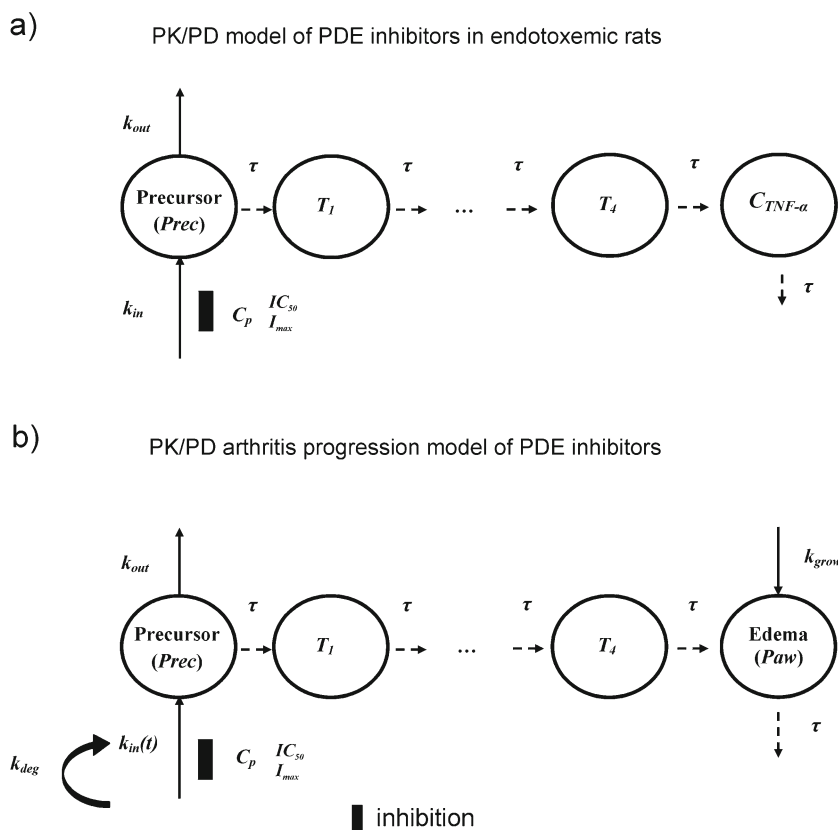 a)
PK/PD model of PDE inhibitors in endotoxemic rats
k_out
τ τ τ τ
Precursor
(Prec)
T_1
...
T_4
C_TNF-α
k_in
C_p IC_50
I_max
τ
b)
PK/PD arthritis progression model of PDE inhibitors
k_out
k_grow
τ τ τ τ
Precursor
(Prec)
T_1
...
T_4
Edema
(Paw)
k_in(t)
τ
k_deg
C_p IC_50
I_max
inhibition